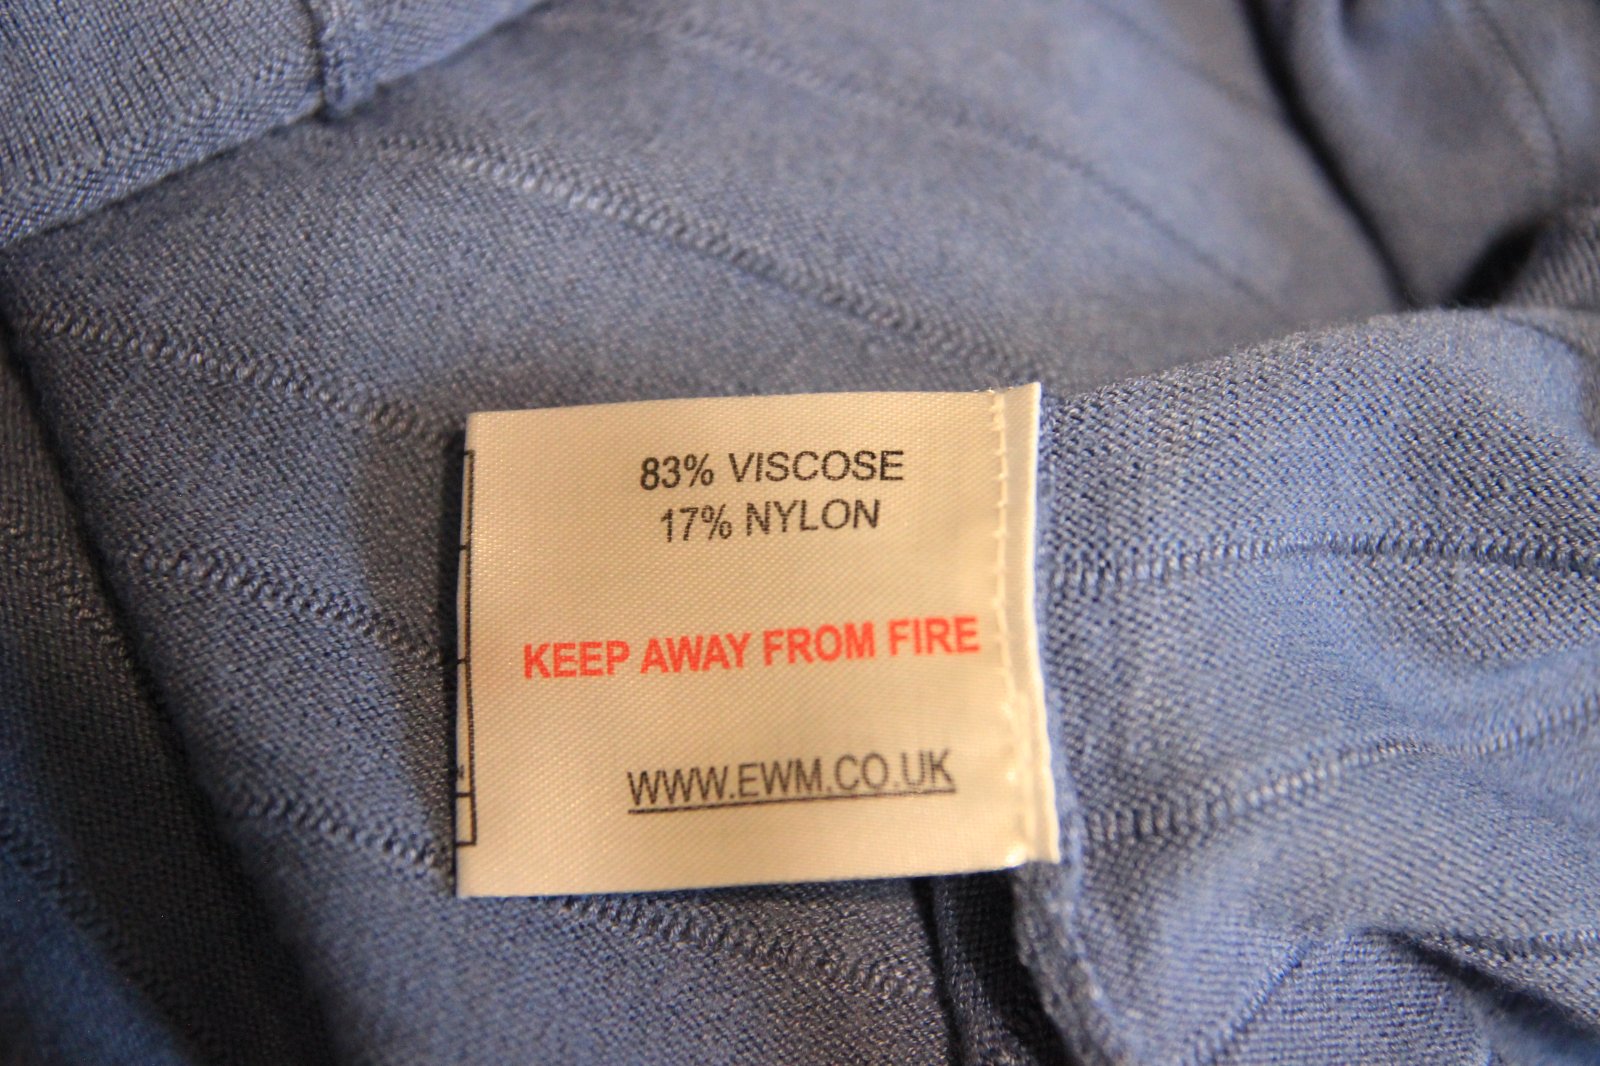 83% VISCOSE
17% NYLON
KEEP AWAY FROM FIRE
WWW.EWM.CO.UK